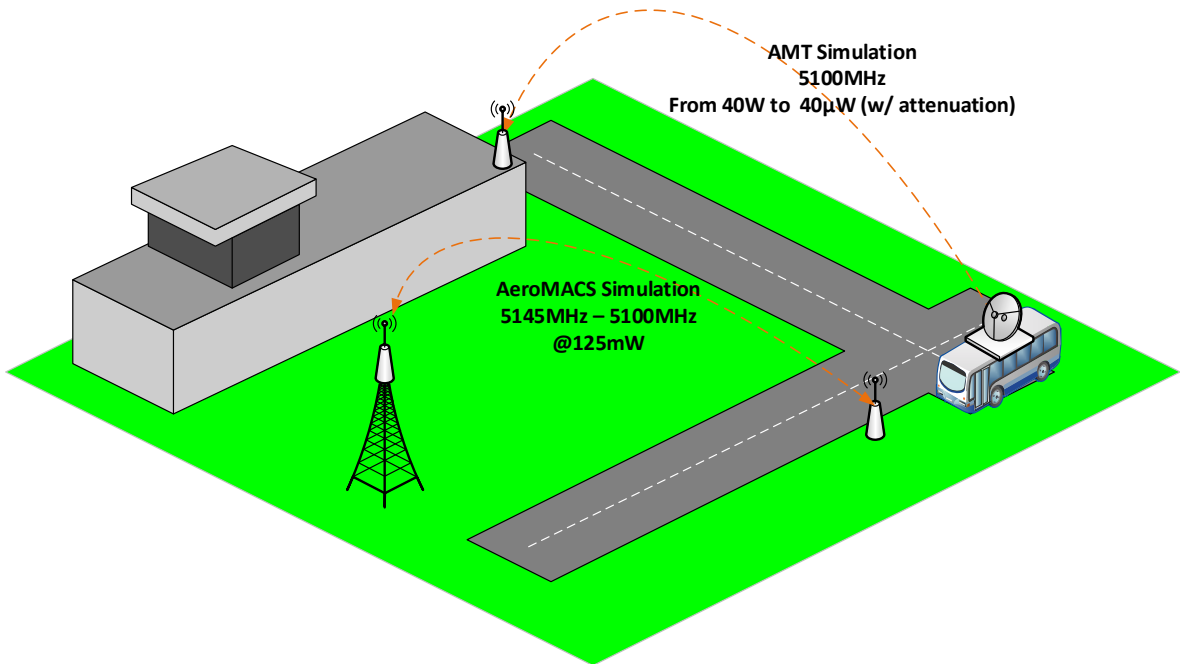 AMT Simulation
5100MHz
From 40W to 40µW (w/ attenuation)
AeroMACS Simulation
5145MHz – 5100MHz
@125mW